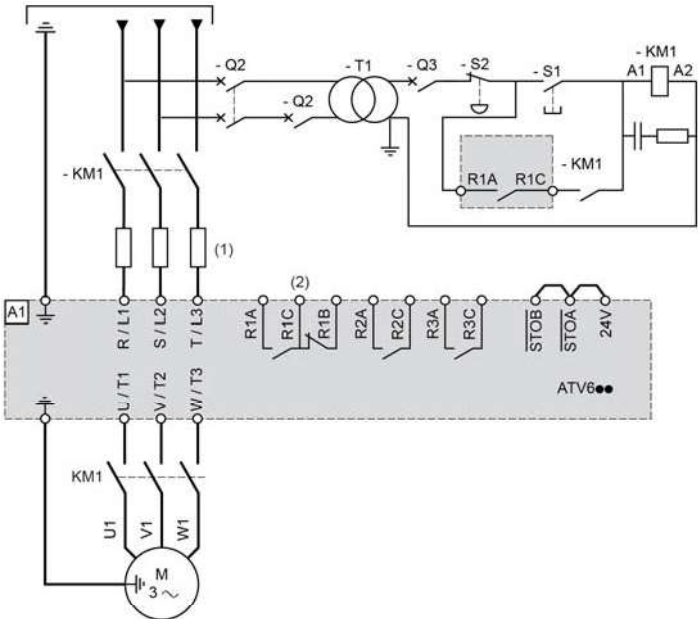 - Q2
- T1
- Q3
- S2
- S1
- KM1
A1
A2
- Q2
- KM1
- KM1
R1A
R1C
(1)
(2)
A1
R / L1
S / L2
T / L3
R1A
R1C
R1B
R2A
R2C
R3A
R3C
STOB
STOA
24V
ATV6●●
U / T1
V / T2
W / T3
KM1
U1
V1
W1
M
3 ~